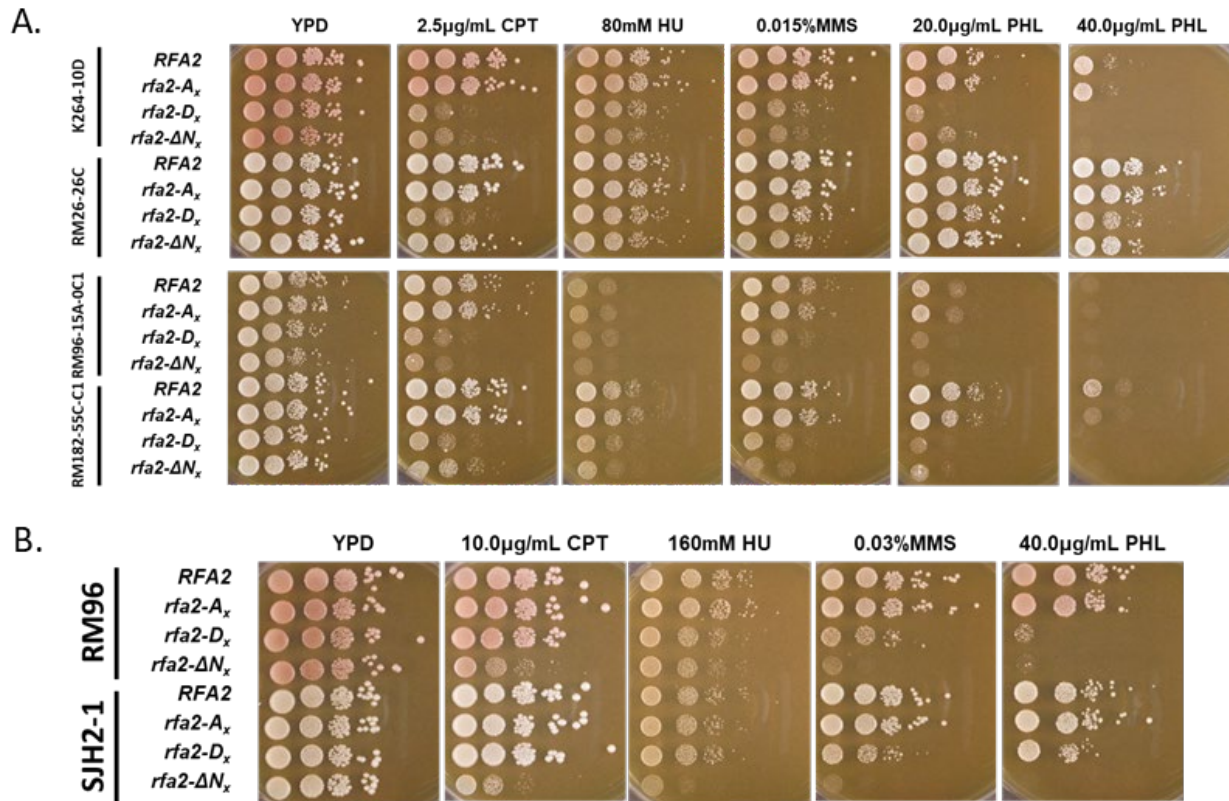 A.
YPD 2.5µg/mL CPT 80mM HU 0.015%MMS 20.0µg/mL PHL 40.0µg/mL PHL
K264-10D
RFA2
rfa2-Aₓ
rfa2-Dₓ
rfa2-ΔNₓ
RM26-26C
RFA2
rfa2-Aₓ
rfa2-Dₓ
rfa2-ΔNₓ
RM96-15A-0C1
RFA2
rfa2-Aₓ
rfa2-Dₓ
rfa2-ΔNₓ
RM182-55C-C1
RFA2
rfa2-Aₓ
rfa2-Dₓ
rfa2-ΔNₓ
B.
YPD 10.0µg/mL CPT 160mM HU 0.03%MMS 40.0µg/mL PHL
RM96
RFA2
rfa2-Aₓ
rfa2-Dₓ
rfa2-ΔNₓ
SJH2-1
RFA2
rfa2-Aₓ
rfa2-Dₓ
rfa2-ΔNₓ